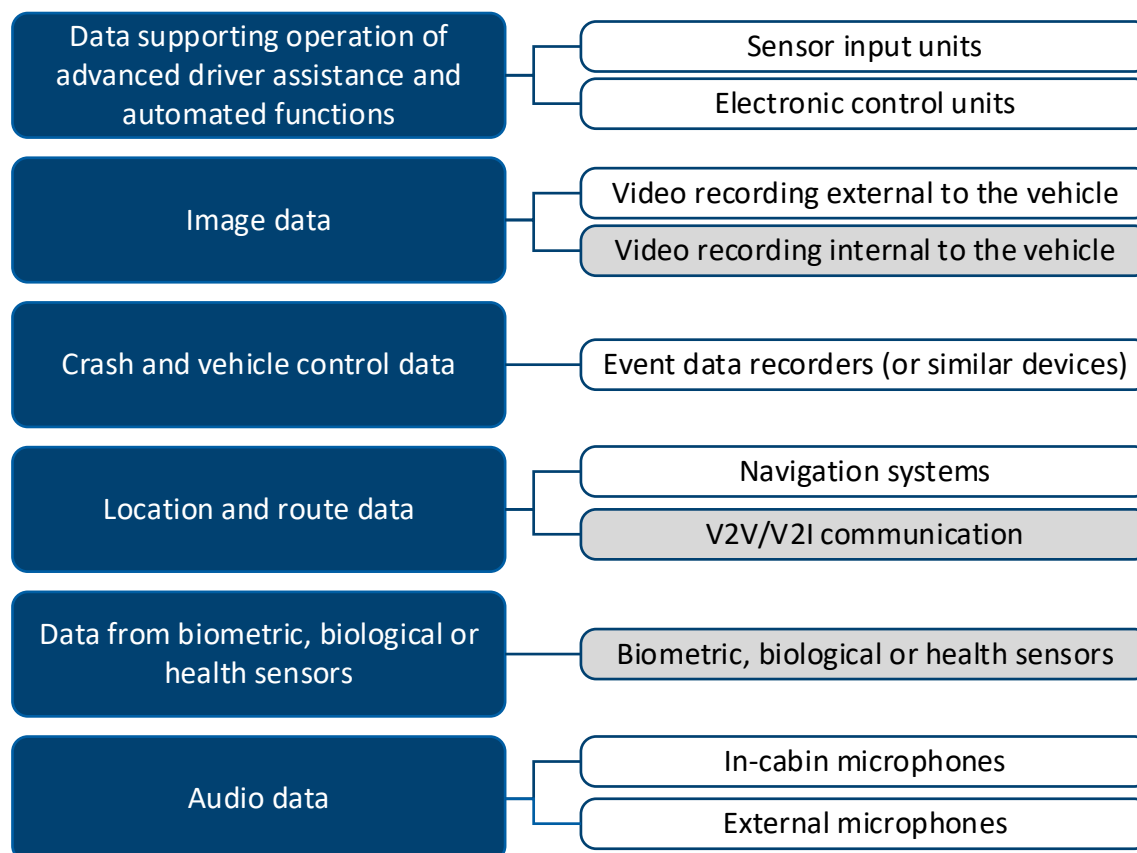 Data supporting operation of
advanced driver assistance and
automated functions
Sensor input units
Electronic control units
Image data
Video recording external to the vehicle
Video recording internal to the vehicle
Crash and vehicle control data
Event data recorders (or similar devices)
Location and route data
Navigation systems
V2V/V2I communication
Data from biometric, biological or
health sensors
Biometric, biological or health sensors
Audio data
In-cabin microphones
External microphones